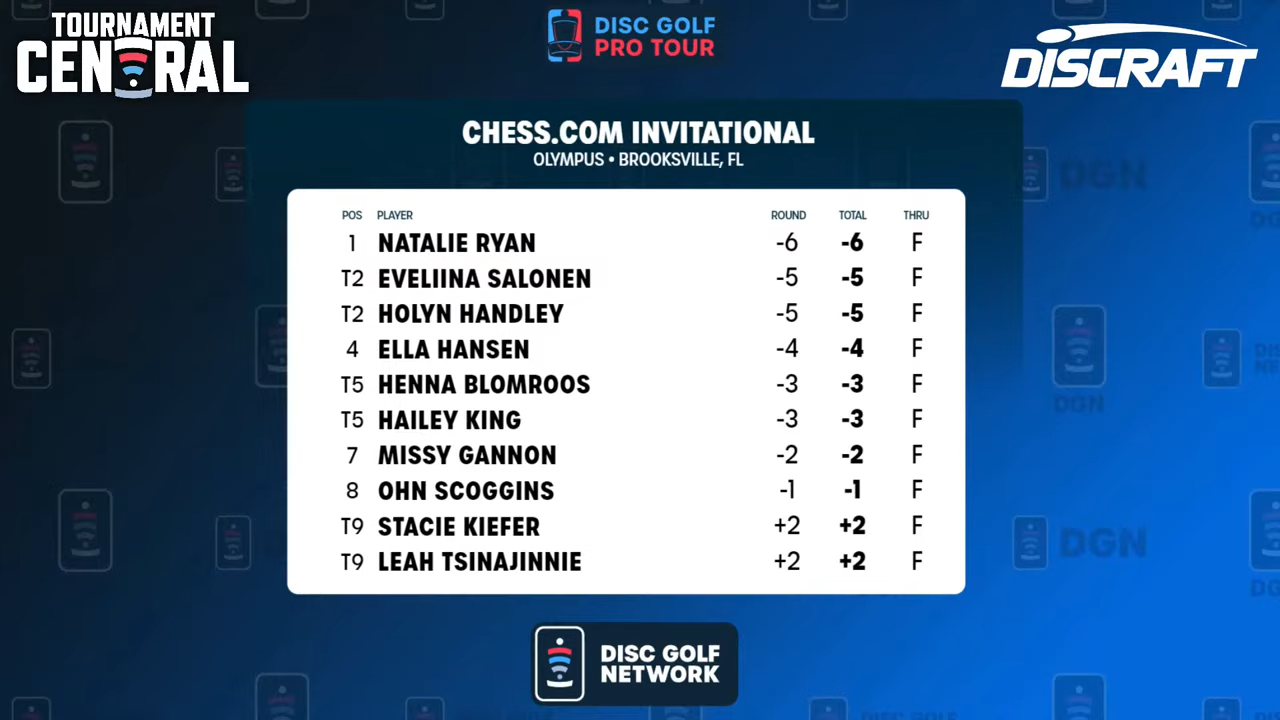 TOURNAMENT
CENTRAL
DISC GOLF
PRO TOUR
DISCRAFT
CHESS.COM INVITATIONAL
OLYMPUS • BROOKSVILLE, FL
POS PLAYER ROUND TOTAL THRU
1 NATALIE RYAN -6 -6 F
T2 EVELIINA SALONEN -5 -5 F
T2 HOLYN HANDLEY -5 -5 F
4 ELLA HANSEN -4 -4 F
T5 HENNA BLOMROOS -3 -3 F
T5 HAILEY KING -3 -3 F
7 MISSY GANNON -2 -2 F
8 OHN SCOGGINS -1 -1 F
T9 STACIE KIEFER +2 +2 F
T9 LEAH TSINAJINNIE +2 +2 F
DGN
DGN
DGN
DISC GOLF
NETWORK